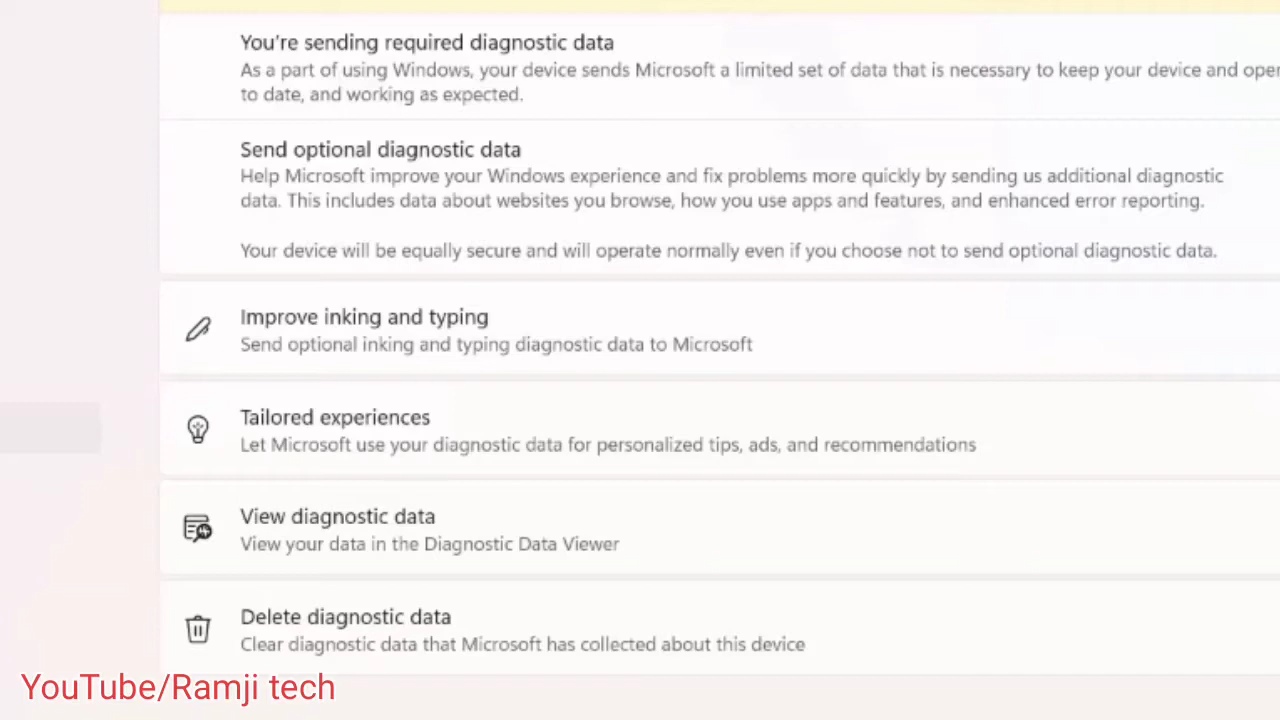 You're sending required diagnostic data
As a part of using Windows, your device sends Microsoft a limited set of data that is necessary to keep your device and oper
to date, and working as expected.
Send optional diagnostic data
Help Microsoft improve your Windows experience and fix problems more quickly by sending us additional diagnostic
data. This includes data about websites you browse, how you use apps and features, and enhanced error reporting.
Your device will be equally secure and will operate normally even if you choose not to send optional diagnostic data.
Improve inking and typing
Send optional inking and typing diagnostic data to Microsoft
Tailored experiences
Let Microsoft use your diagnostic data for personalized tips, ads, and recommendations
View diagnostic data
View your data in the Diagnostic Data Viewer
Delete diagnostic data
Clear diagnostic data that Microsoft has collected about this device
YouTube/Ramji tech